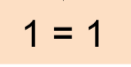 1 = 1